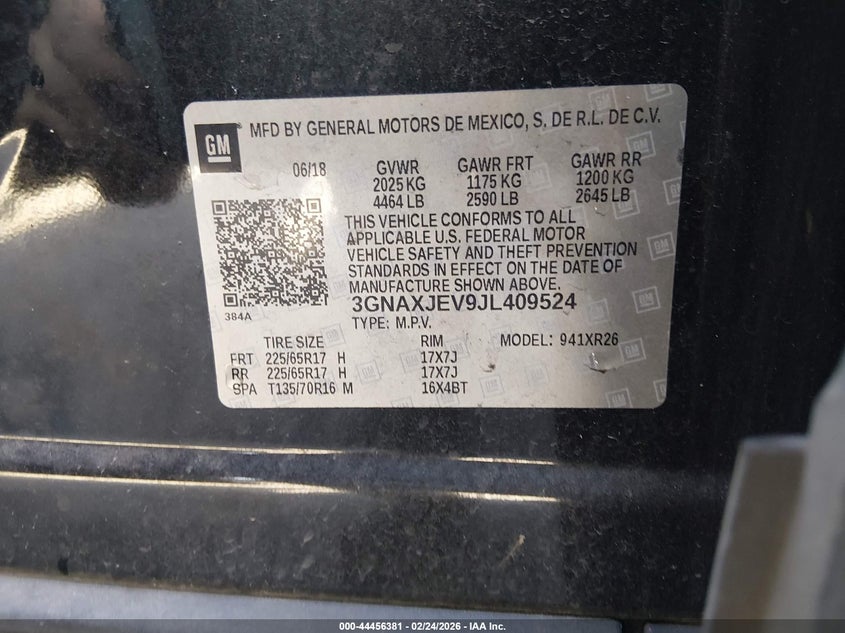 GM
MFD BY GENERAL MOTORS DE MEXICO, S. DE R.L. DE C.V.
06/18 GVWR GAWR FRT GAWR RR
2025 KG 1175 KG 1200 KG
4464 LB 2590 LB 2645 LB
THIS VEHICLE CONFORMS TO ALL
APPLICABLE U.S. FEDERAL MOTOR
VEHICLE SAFETY AND THEFT PREVENTION
STANDARDS IN EFFECT ON THE DATE OF
MANUFACTURE SHOWN ABOVE.
384A
3GNAXJEV9JL409524
TYPE: M.P.V.
TIRE SIZE RIM MODEL: 941XR26
FRT 225/65R17 H 17X7J
RR 225/65R17 H 17X7J
SPA T135/70R16 M 16X4BT
000-44456381 - 02/24/2026 - IAA Inc.